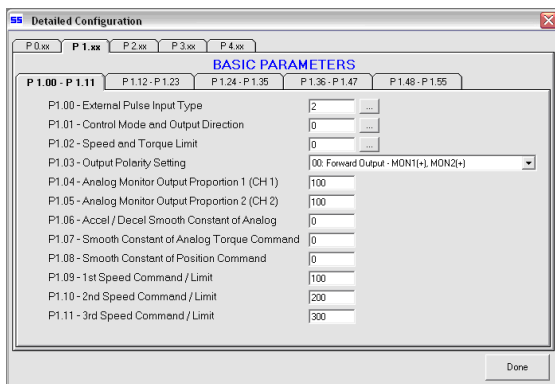 SS Detailed Configuration
P 0.xx P 1.xx P 2.xx P 3.xx P 4.xx
BASIC PARAMETERS
P 1.00 - P 1.11 P 1.12 - P 1.23 P 1.24 - P 1.35 P 1.36 - P 1.47 P 1.48 - P 1.55
P1.00 - External Pulse Input Type 2 ...
P1.01 - Control Mode and Output Direction 0 ...
P1.02 - Speed and Torque Limit 0 ...
P1.03 - Output Polarity Setting 00: Forward Output - MON1(+), MON2(+)
P1.04 - Analog Monitor Output Proportion 1 (CH 1) 100
P1.05 - Analog Monitor Output Proportion 2 (CH 2) 100
P1.06 - Accel / Decel Smooth Constant of Analog 0
P1.07 - Smooth Constant of Analog Torque Command 0
P1.08 - Smooth Constant of Position Command 0
P1.09 - 1st Speed Command / Limit 100
P1.10 - 2nd Speed Command / Limit 200
P1.11 - 3rd Speed Command / Limit 300
Done